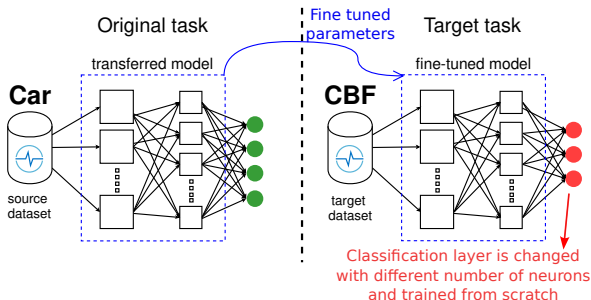 Original task
Fine tuned
parameters
Target task
transferred model
fine-tuned model
Car
CBF
source
dataset
target
dataset
Classification layer is changed
with different number of neurons
and trained from scratch